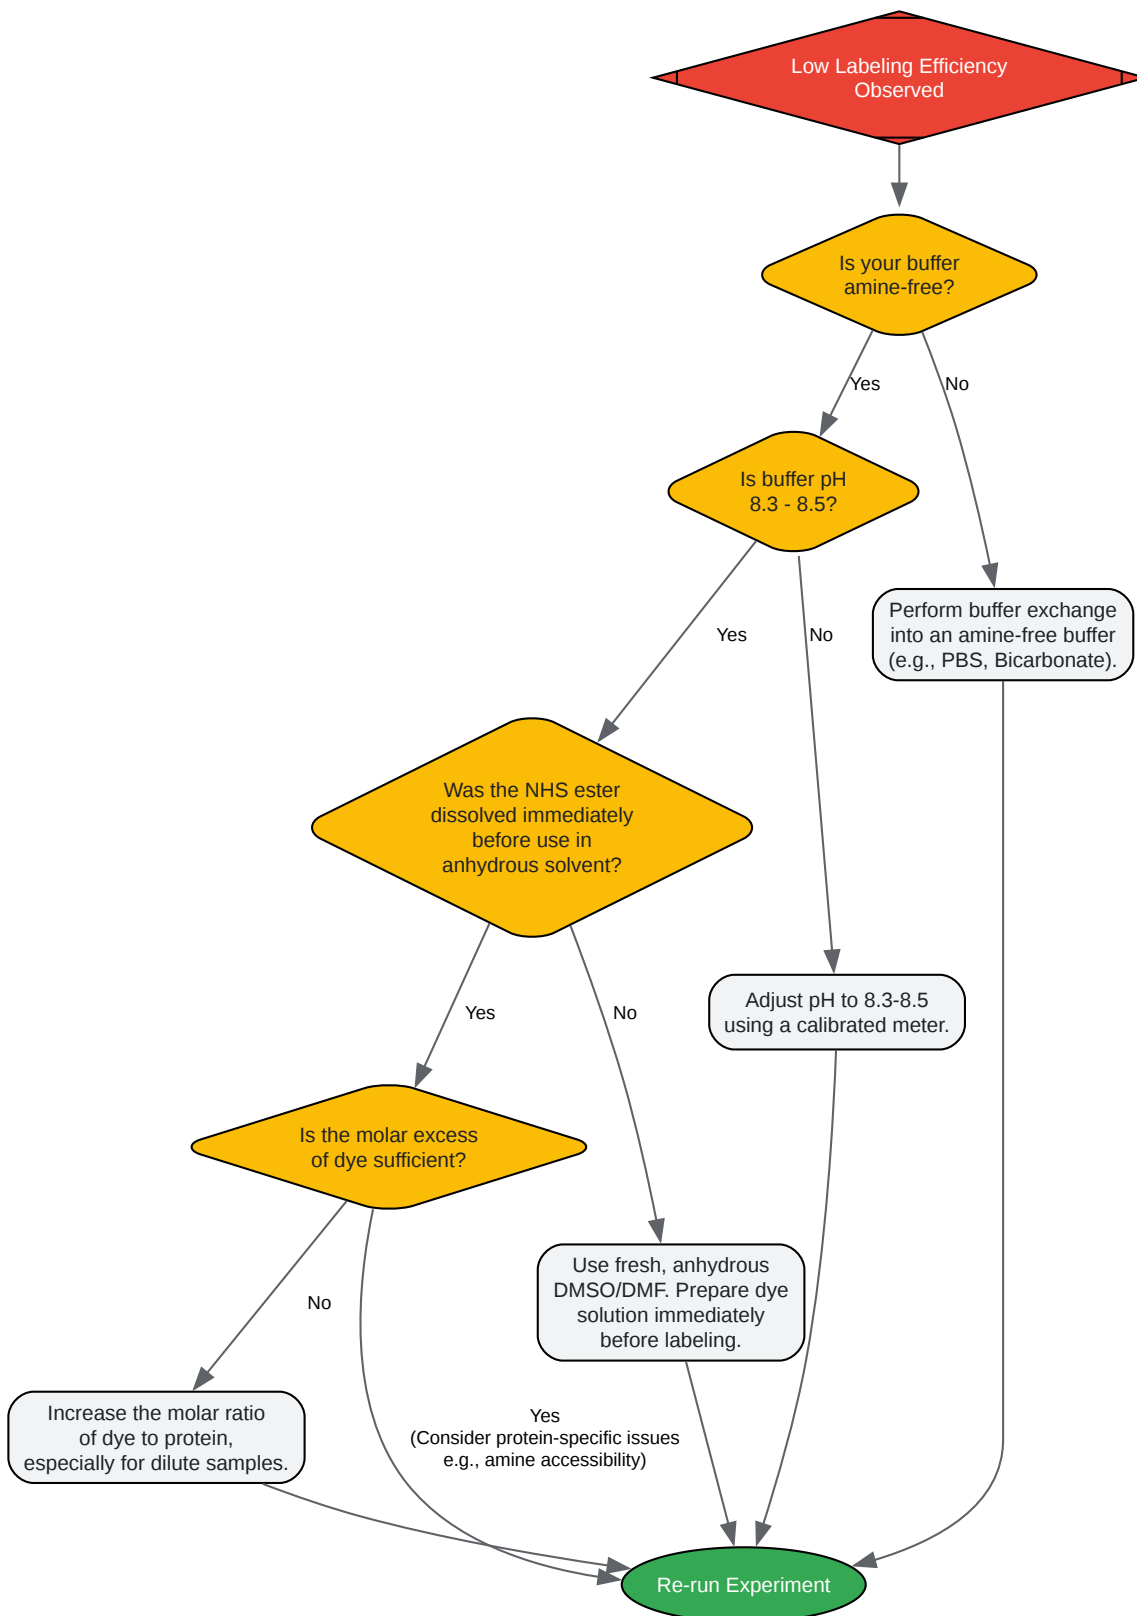 Low Labeling Efficiency
Observed
Is your buffer
amine-free?
Yes
No
Is buffer pH
8.3 - 8.5?
Perform buffer exchange
into an amine-free buffer
(e.g., PBS, Bicarbonate).
Yes
No
Was the NHS ester
dissolved immediately
before use in
anhydrous solvent?
Adjust pH to 8.3-8.5
using a calibrated meter.
Yes
No
Is the molar excess
of dye sufficient?
Use fresh, anhydrous
DMSO/DMF. Prepare dye
solution immediately
before labeling.
No
Increase the molar ratio
of dye to protein,
especially for dilute samples.
Yes
(Consider protein-specific issues
e.g., amine accessibility)
Re-run Experiment